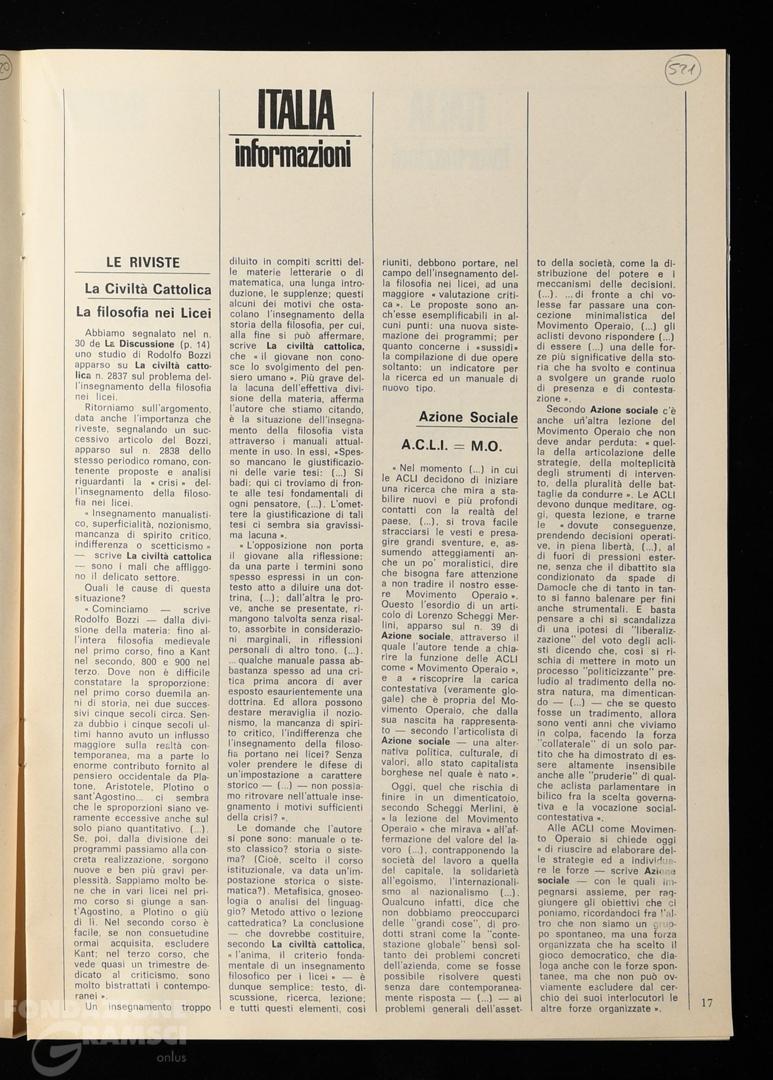 521
ITALIA
informazioni
LE RIVISTE
La Civiltà Cattolica
La filosofia nei Licei
Abbiamo segnalato nel n.
30 de La Discussione (p. 14)
uno studio di Rodolfo Bozzi
apparso su La civiltà catto-
lica n. 2837 sul problema del-
l'insegnamento della filosofia
nei licei.
Ritorniamo sull'argomento,
data anche l'importanza che
riveste, segnalando un suc-
cessivo articolo del Bozzi,
apparso sul n. 2838 dello
stesso periodico romano, con-
tenente proposte e analisi
riguardanti la « crisi » del-
l'insegnamento della filoso-
fia nei licei.
« Insegnamento manualisti-
co, superficialità, nozionismo,
mancanza di spirito critico,
indifferenza o scetticismo »
— scrive La civiltà cattolica
— sono i mali che affliggo-
no il delicato settore.
Quali le cause di questa
situazione?
« Cominciamo — scrive
Rodolfo Bozzi — dalla divi-
sione della materia: fino al-
l'intera filosofia medievale
nel primo corso, fino a Kant
nel secondo, 800 e 900 nel
terzo. Dove non è difficile
constatare la sproporzione:
nel primo corso duemila an-
ni di storia, nei due succes-
sivi cinque secoli circa. Sen-
za dubbio i cinque secoli ul-
timi hanno avuto un influsso
maggiore sulla realtà con-
temporanea, ma a parte lo
enorme contributo fornito al
pensiero occidentale da Pla-
tone, Aristotele, Plotino o
sant'Agostino... ci sembra
che le sproporzioni siano ve-
ramente eccessive anche sul
solo piano quantitativo. (...).
Se, poi, dalla divisione dei
programmi passiamo alla con-
creta realizzazione, sorgono
nuove e ben più gravi per-
plessità. Sappiamo molto be-
ne che in vari licei nel pri-
mo corso si giunge a san-
t'Agostino, a Plotino o giù
di lì. Nel secondo corso è
facile, se non consuetudine
ormai acquisita, escludere
Kant; nel terzo corso, che
vede quasi un trimestre de-
dicato al criticismo, sono
molto bistrattati i contempo-
ranei ».
Un insegnamento troppo
diluito in compiti scritti del-
le materie letterarie o di
matematica, una lunga intro-
duzione, le supplenze; questi
alcuni dei motivi che osta-
colano l'insegnamento della
storia della filosofia, per cui,
alla fine si può affermare,
scrive La civiltà cattolica,
che « il giovane non cono-
sce lo svolgimento del pen-
siero umano ». Più grave del-
la lacuna dell'effettiva divi-
sione della materia, afferma
l'autore che stiamo citando,
è la situazione dell'insegna-
mento della filosofia vista
attraverso i manuali attual-
mente in uso. In essi, «Spes-
so mancano le giustificazio-
ni delle varie tesi: (...) Si
badi: qui ci troviamo di fron-
te alle tesi fondamentali di
ogni pensatore, (...). L'omet-
tere la giustificazione di tali
tesi ci sembra sia gravissi-
ma lacuna ».
« L'opposizione non porta
il giovane alla riflessione:
da una parte i termini sono
spesso espressi in un con-
testo atto a diluire una dot-
trina, (...); dall'altra le pro-
ve, anche se presentate, ri-
mangono talvolta senza risal-
to, assorbite in considerazio-
ni marginali, in riflessioni
personali di altro tono. (...).
... qualche manuale passa ab-
bastanza spesso ad una cri-
tica prima ancora di aver
esposto esaurientemente una
dottrina. Ed allora possono
destare meraviglia il nozio-
nismo, la mancanza di spiri-
to critico, l'indifferenza che
l'insegnamento della filoso-
fia portano nei licei? Senza
voler prendere le difese di
un'impostazione a carattere
storico — (...) — non possia-
mo ritrovare nell'attuale inse-
gnamento i motivi sufficienti
della crisi? ».
Le domande che l'autore
si pone sono: manuale o te-
sto classico? storia o siste-
ma? (Cioè, scelto il corso
istituzionale, va data un'im-
postazione storica o siste-
matica?). Metafisica, gnoseo-
logia o analisi del linguag-
gio? Metodo attivo o lezione
cattedratica? La conclusione
— che dovrebbe costituire,
secondo La civiltà cattolica,
« l'anima, il criterio fonda-
mentale di un insegnamento
filosofico per i licei » — è
dunque semplice: testo, di-
scussione, ricerca, lezione;
e tutti questi elementi, così
riuniti, debbono portare, nel
campo dell'insegnamento del-
la filosofia nei licei, ad una
maggiore « valutazione criti-
ca ». Le proposte sono an-
ch'esse esemplificabili in al-
cuni punti: una nuova siste-
mazione dei programmi; per
quanto concerne i «sussidi»
la compilazione di due opere
soltanto: un indicatore per
la ricerca ed un manuale di
nuovo tipo.
Azione Sociale
A.C.L.I. = M.O.
« Nel momento (...) in cui
le ACLI decidono di iniziare
una ricerca che mira a sta-
bilire nuovi e più profondi
contatti con la realtà del
paese, (...), si trova facile
stracciarsi le vesti e presa-
gire grandi sventure, e, as-
sumendo atteggiamenti an-
che un po' moralistici, dire
che bisogna fare attenzione
a non tradire il nostro esse-
re Movimento Operaio ».
Questo l'esordio di un arti-
colo di Lorenzo Scheggi Mer-
lini, apparso sul n. 39 di
Azione sociale, attraverso il
quale l'autore tende a chia-
rire la funzione delle ACLI
come « Movimento Operaio »,
e a « riscoprire la carica
contestativa (veramente glo-
gale) che è propria del Mo-
vimento Operaio, che dalla
sua nascita ha rappresenta-
to — secondo l'articolista di
Azione sociale — una alter-
nativa politica, culturale, di
valori, allo stato capitalista
borghese nel quale è nato ».
Oggi, quel che rischia di
finire in un dimenticatoio,
secondo Scheggi Merlini, è
« la lezione del Movimento
Operaio » che mirava « all'af-
fermazione del valore del la-
voro (...), contrapponendo la
società del lavoro a quella
del capitale, la solidarietà
all'egoismo, l'internazionali-
smo al nazionalismo (...).
Qualcuno infatti, dice che
non dobbiamo preoccuparci
delle "grandi cose", di pro-
dotti strani come la "conte-
stazione globale" bensì sol-
tanto dei problemi concreti
dell'azienda, come se fosse
possibile risolvere questi
senza dare contemporanea-
mente risposta — (...) — ai
problemi generali dell'asset-
to della società, come la di-
stribuzione del potere e i
meccanismi delle decisioni.
(...). ... di fronte a chi vo-
lesse far passare una con-
cezione minimalistica del
Movimento Operaio, (...) gli
aclisti devono rispondere (...)
di essere (...) una delle for-
ze più significative della sto-
ria che ha svolto e continua
a svolgere un grande ruolo
di presenza e di contesta-
zione ».
Secondo Azione sociale c'è
anche un'altra lezione del
Movimento Operaio che non
deve andar perduta: « quel-
la della articolazione delle
strategie, della molteplicità
degli strumenti di interven-
to, della pluralità delle bat-
taglie da condurre ». Le ACLI
devono dunque meditare, og-
gi, questa lezione, e trarne
le « dovute conseguenze,
prendendo decisioni operati-
ve, in piena libertà, (...), al
di fuori di pressioni ester-
ne, senza che il dibattito sia
condizionato da spade di
Damocle che di tanto in tan-
to si fanno balenare per fini
anche strumentali. E basta
pensare a chi si scandalizza
di una ipotesi di "liberaliz-
zazione" del voto degli acli-
sti dicendo che, così si ri-
schia di mettere in moto un
processo "politicizzante" pre-
ludio al tradimento della no-
stra natura, ma dimentican-
do — (...) — che se questo
fosse un tradimento, allora
sono venti anni che viviamo
in colpa, facendo la forza
"collaterale" di un solo par-
tito che ha dimostrato di es-
sere altamente insensibile
anche alle "pruderie" di qual-
che aclista parlamentare in
bilico fra la scelta governa-
tiva e la vocazione social-
contestativa ».
Alle ACLI come Movimen-
to Operaio si chiede oggi
« di riuscire ad elaborare del-
le strategie ed a individua-
re le forze — scrive Azione
sociale — con le quali im-
pegnarsi assieme, per rag-
giungere gli obiettivi che ci
poniamo, ricordandoci fra l'al-
tro che non siamo un grup-
po spontaneo, ma una forza
organizzata che ha scelto il
gioco democratico, che dia-
loga anche con le forze spon-
tanee, ma che non può ov-
viamente escludere dal cer-
chio dei suoi interlocutori le
altre forze organizzate ».
17
FONDAZIONE
GRAMSCI
onlus